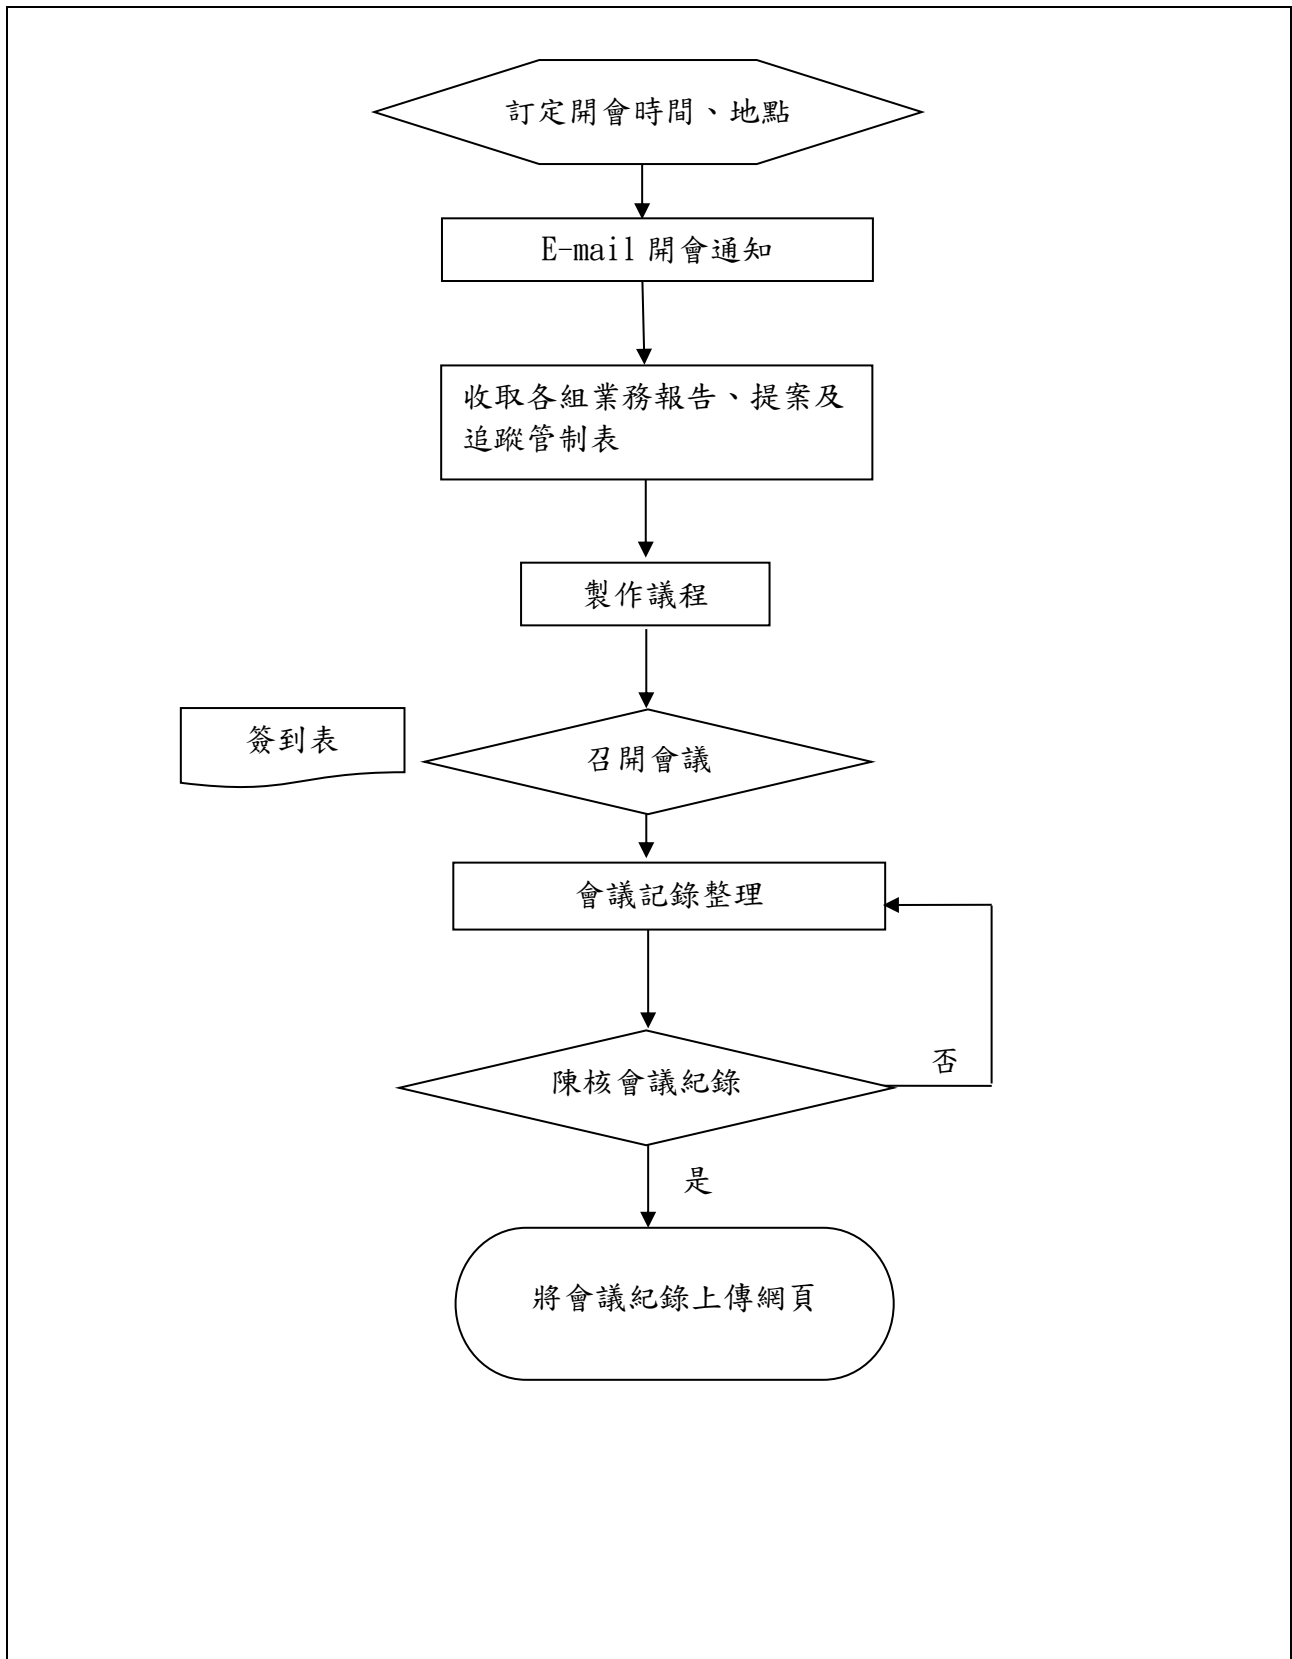 訂定開會時間、地點
E-mail 開會通知
收取各組業務報告、提案及
追蹤管制表
製作議程
簽到表
召開會議
會議記錄整理
否
陳核會議紀錄
是
將會議紀錄上傳網頁